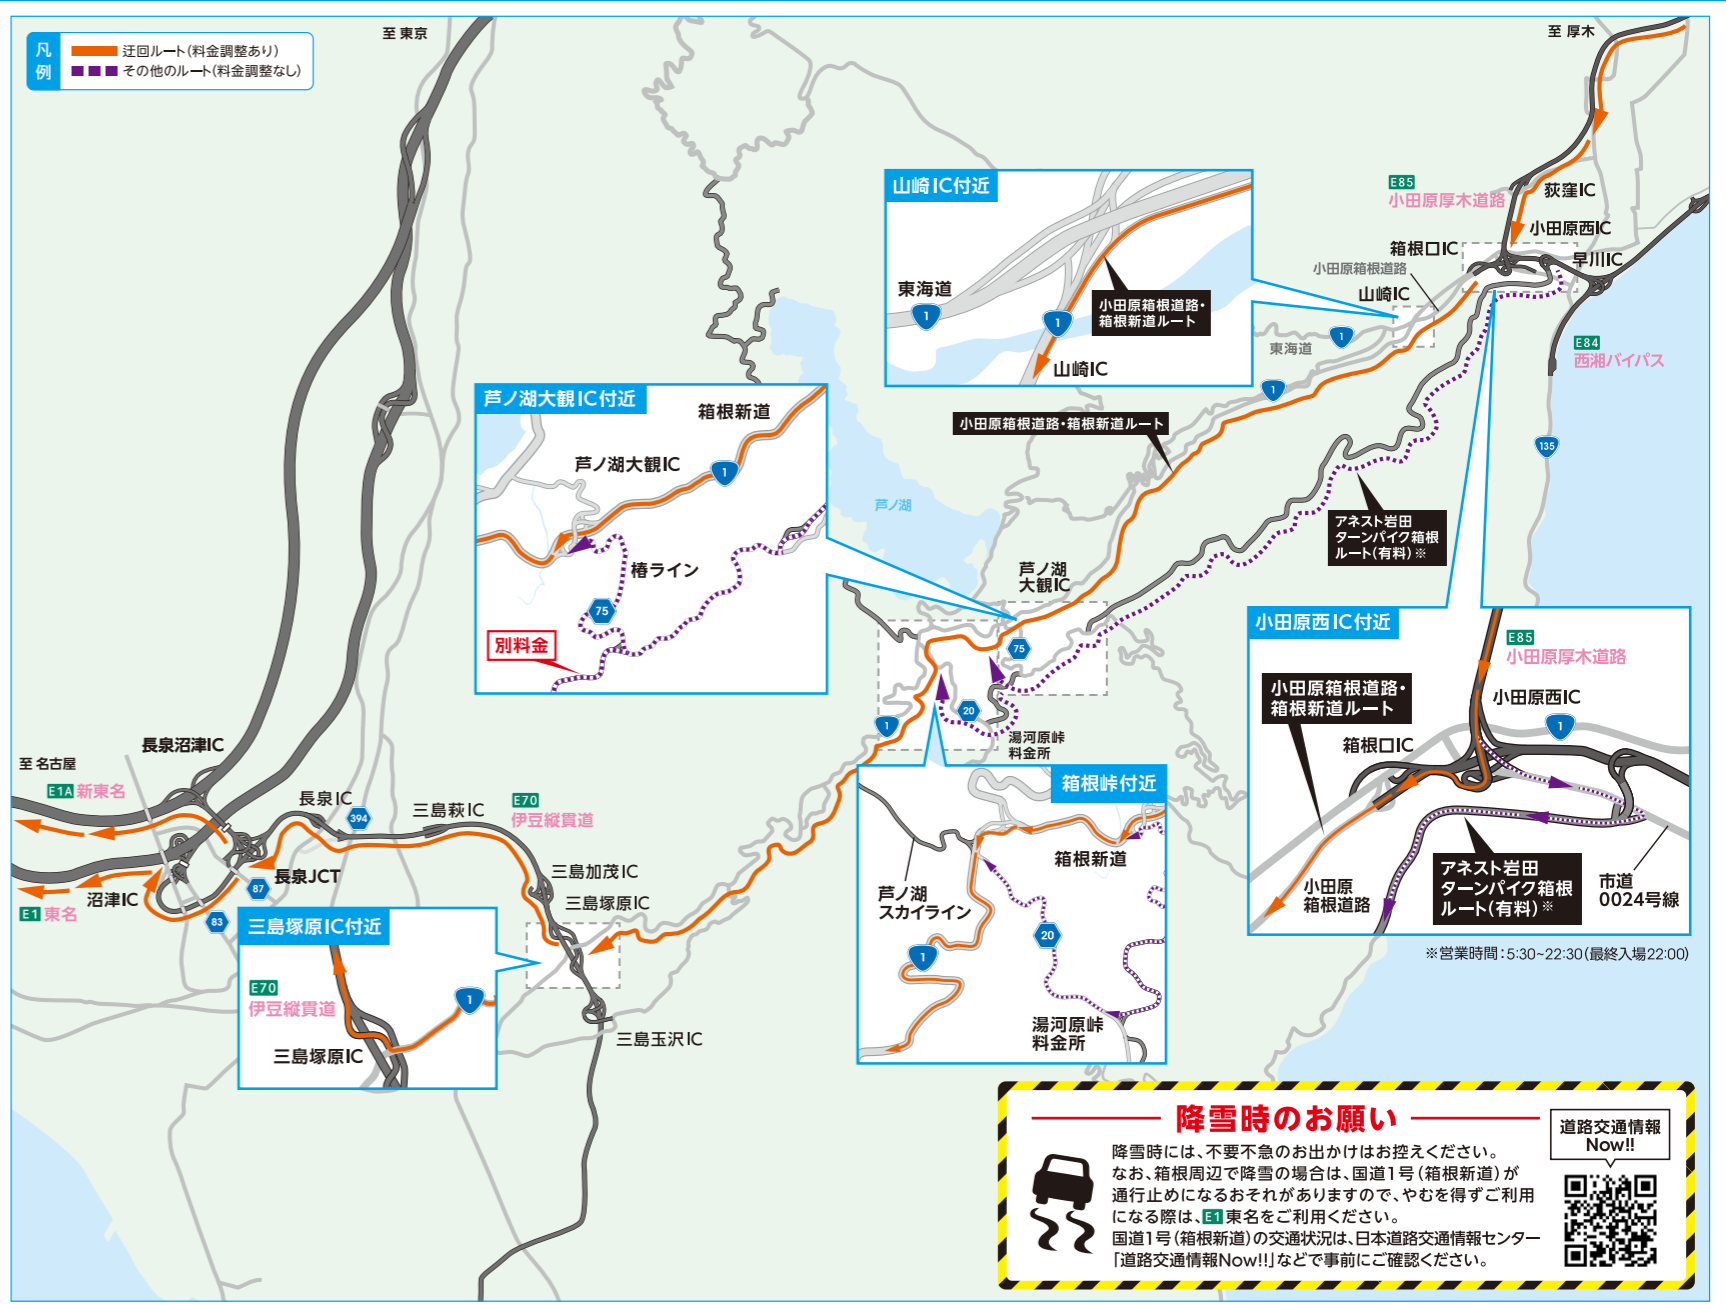 凡例
迂回ルート(料金調整あり)
その他のルート(料金調整なし)
至 東京
至 厚木
山崎IC付近
東海道
1
1
小田原箱根道路・
箱根新道ルート
山崎IC
E85
小田原厚木道路
荻窪IC
小田原西IC
箱根口IC
早川IC
小田原箱根道路
山崎IC
1
東海道
E84
西湘バイパス
1
小田原箱根道路・箱根新道ルート
135
芦ノ湖大観IC付近
箱根新道
芦ノ湖大観IC
1
椿ライン
75
別料金
芦ノ湖
アネスト岩田
ターンパイク箱根
ルート(有料)※
芦ノ湖
大観IC
75
20
1
湯河原峠
料金所
小田原西IC付近
E85
小田原厚木道路
小田原箱根道路・
箱根新道ルート
小田原西IC
1
箱根口IC
アネスト岩田
ターンパイク箱根
ルート(有料)※
小田原
箱根道路
市道
0024号線
※営業時間:5:30~22:30(最終入場22:00)
長泉沼津IC
至 名古屋
E1A 新東名
長泉IC
394
三島萩IC
E70
伊豆縦貫道
長泉JCT
87
沼津IC
E1 東名
83
三島加茂IC
三島塚原IC
三島玉沢IC
三島塚原IC付近
E70
伊豆縦貫道
1
三島塚原IC
箱根峠付近
箱根新道
芦ノ湖
スカイライン
20
1
湯河原峠
料金所
降雪時のお願い
降雪時には、不要不急のお出かけはお控えください。
なお、箱根周辺で降雪の場合は、国道1号(箱根新道)が
通行止めになるおそれがありますので、やむを得ずご利用
になる際は、E1東名をご利用ください。
国道1号(箱根新道)の交通状況は、日本道路交通情報センター
「道路交通情報Now!!」などで事前にご確認ください。
道路交通情報
Now!!